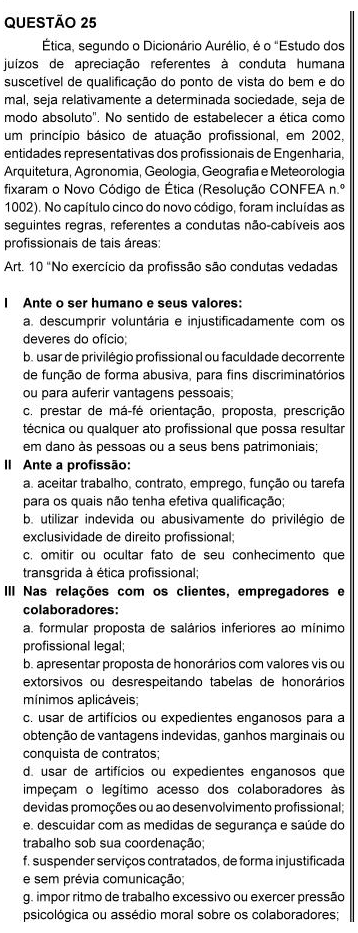 QUESTÃO 25
Ética, segundo o Dicionário Aurélio, é o “Estudo dos
juízos de apreciação referentes à conduta humana
suscetível de qualificação do ponto de vista do bem e do
mal, seja relativamente a determinada sociedade, seja de
modo absoluto”. No sentido de estabelecer a ética como
um princípio básico de atuação profissional, em 2002,
entidades representativas dos profissionais de Engenharia,
Arquitetura, Agronomia, Geologia, Geografia e Meteorologia
fixaram o Novo Código de Ética (Resolução CONFEA n.º
1002). No capítulo cinco do novo código, foram incluídas as
seguintes regras, referentes a condutas não-cabíveis aos
profissionais de tais áreas:
Art. 10 “No exercício da profissão são condutas vedadas
I Ante o ser humano e seus valores:
a. descumprir voluntária e injustificadamente com os
deveres do ofício;
b. usar de privilégio profissional ou faculdade decorrente
de função de forma abusiva, para fins discriminatórios
ou para auferir vantagens pessoais;
c. prestar de má-fé orientação, proposta, prescrição
técnica ou qualquer ato profissional que possa resultar
em dano às pessoas ou a seus bens patrimoniais;
II Ante a profissão:
a. aceitar trabalho, contrato, emprego, função ou tarefa
para os quais não tenha efetiva qualificação;
b. utilizar indevida ou abusivamente do privilégio de
exclusividade de direito profissional;
c. omitir ou ocultar fato de seu conhecimento que
transgrida à ética profissional;
III Nas relações com os clientes, empregadores e
colaboradores:
a. formular proposta de salários inferiores ao mínimo
profissional legal;
b. apresentar proposta de honorários com valores vis ou
extorsivos ou desrespeitando tabelas de honorários
mínimos aplicáveis;
c. usar de artifícios ou expedientes enganosos para a
obtenção de vantagens indevidas, ganhos marginais ou
conquista de contratos;
d. usar de artifícios ou expedientes enganosos que
impeçam o legítimo acesso dos colaboradores às
devidas promoções ou ao desenvolvimento profissional;
e. descuidar com as medidas de segurança e saúde do
trabalho sob sua coordenação;
f. suspender serviços contratados, de forma injustificada
e sem prévia comunicação;
g. impor ritmo de trabalho excessivo ou exercer pressão
psicológica ou assédio moral sobre os colaboradores;